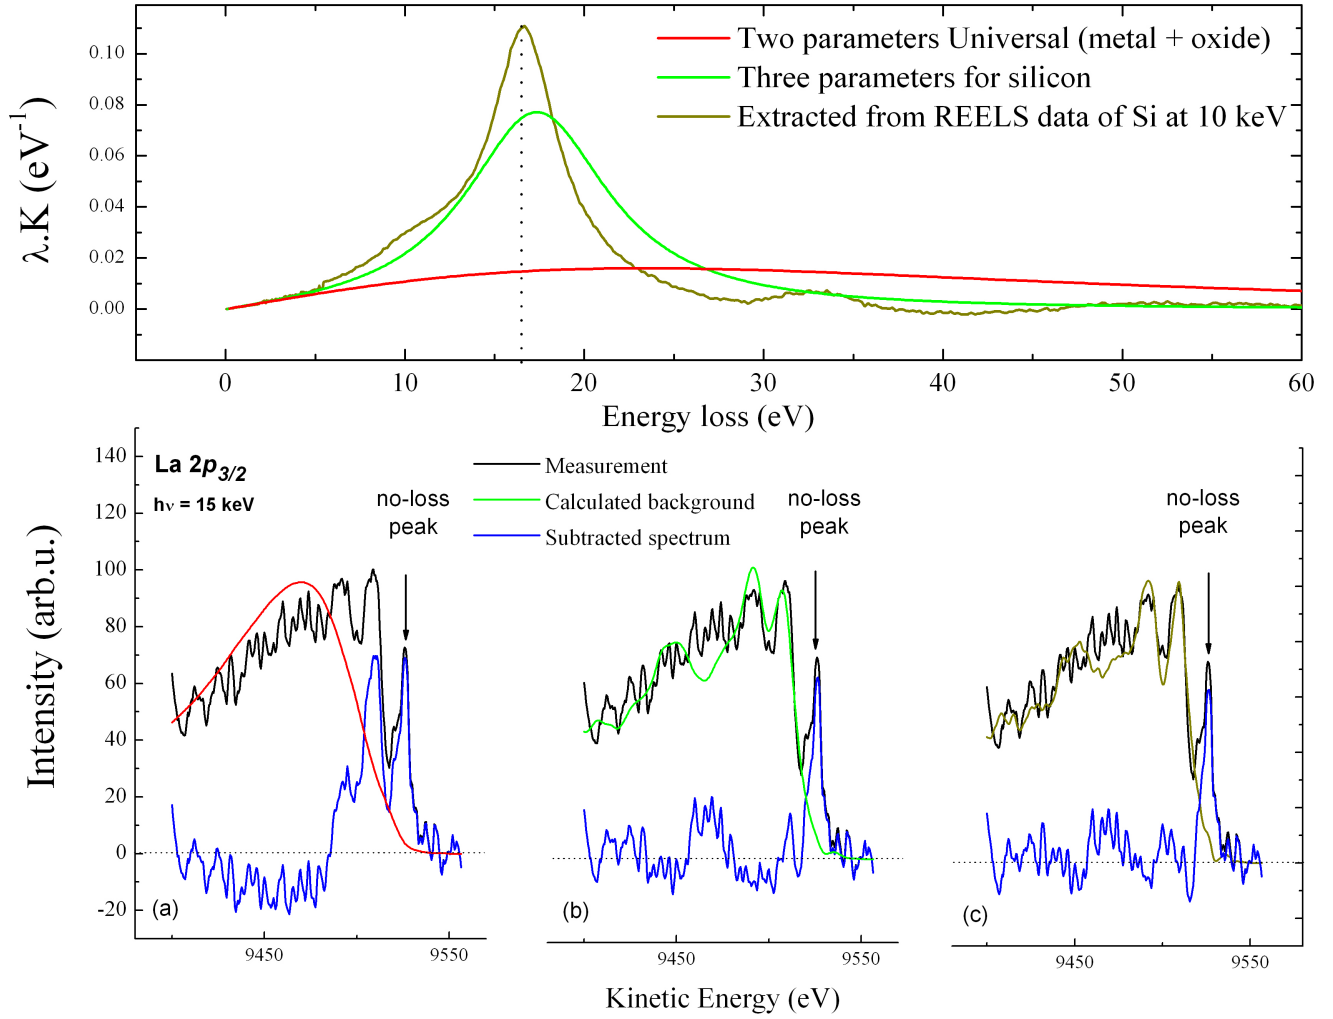 Two parameters Universal (metal + oxide)
Three parameters for silicon
Extracted from REELS data of Si at 10 keV
λ.K (eV⁻¹)
0.10
0.08
0.06
0.04
0.02
0.00
0 10 20 30 40 50 60
Energy loss (eV)
La 2p3/2
hν = 15 keV
Measurement
Calculated background
Subtracted spectrum
no-loss
peak
no-loss
peak
no-loss
peak
Intensity (arb.u.)
140
120
100
80
60
40
20
0
-20
(a)
(b)
(c)
9450 9550
9450 9550
9450 9550
Kinetic Energy (eV)